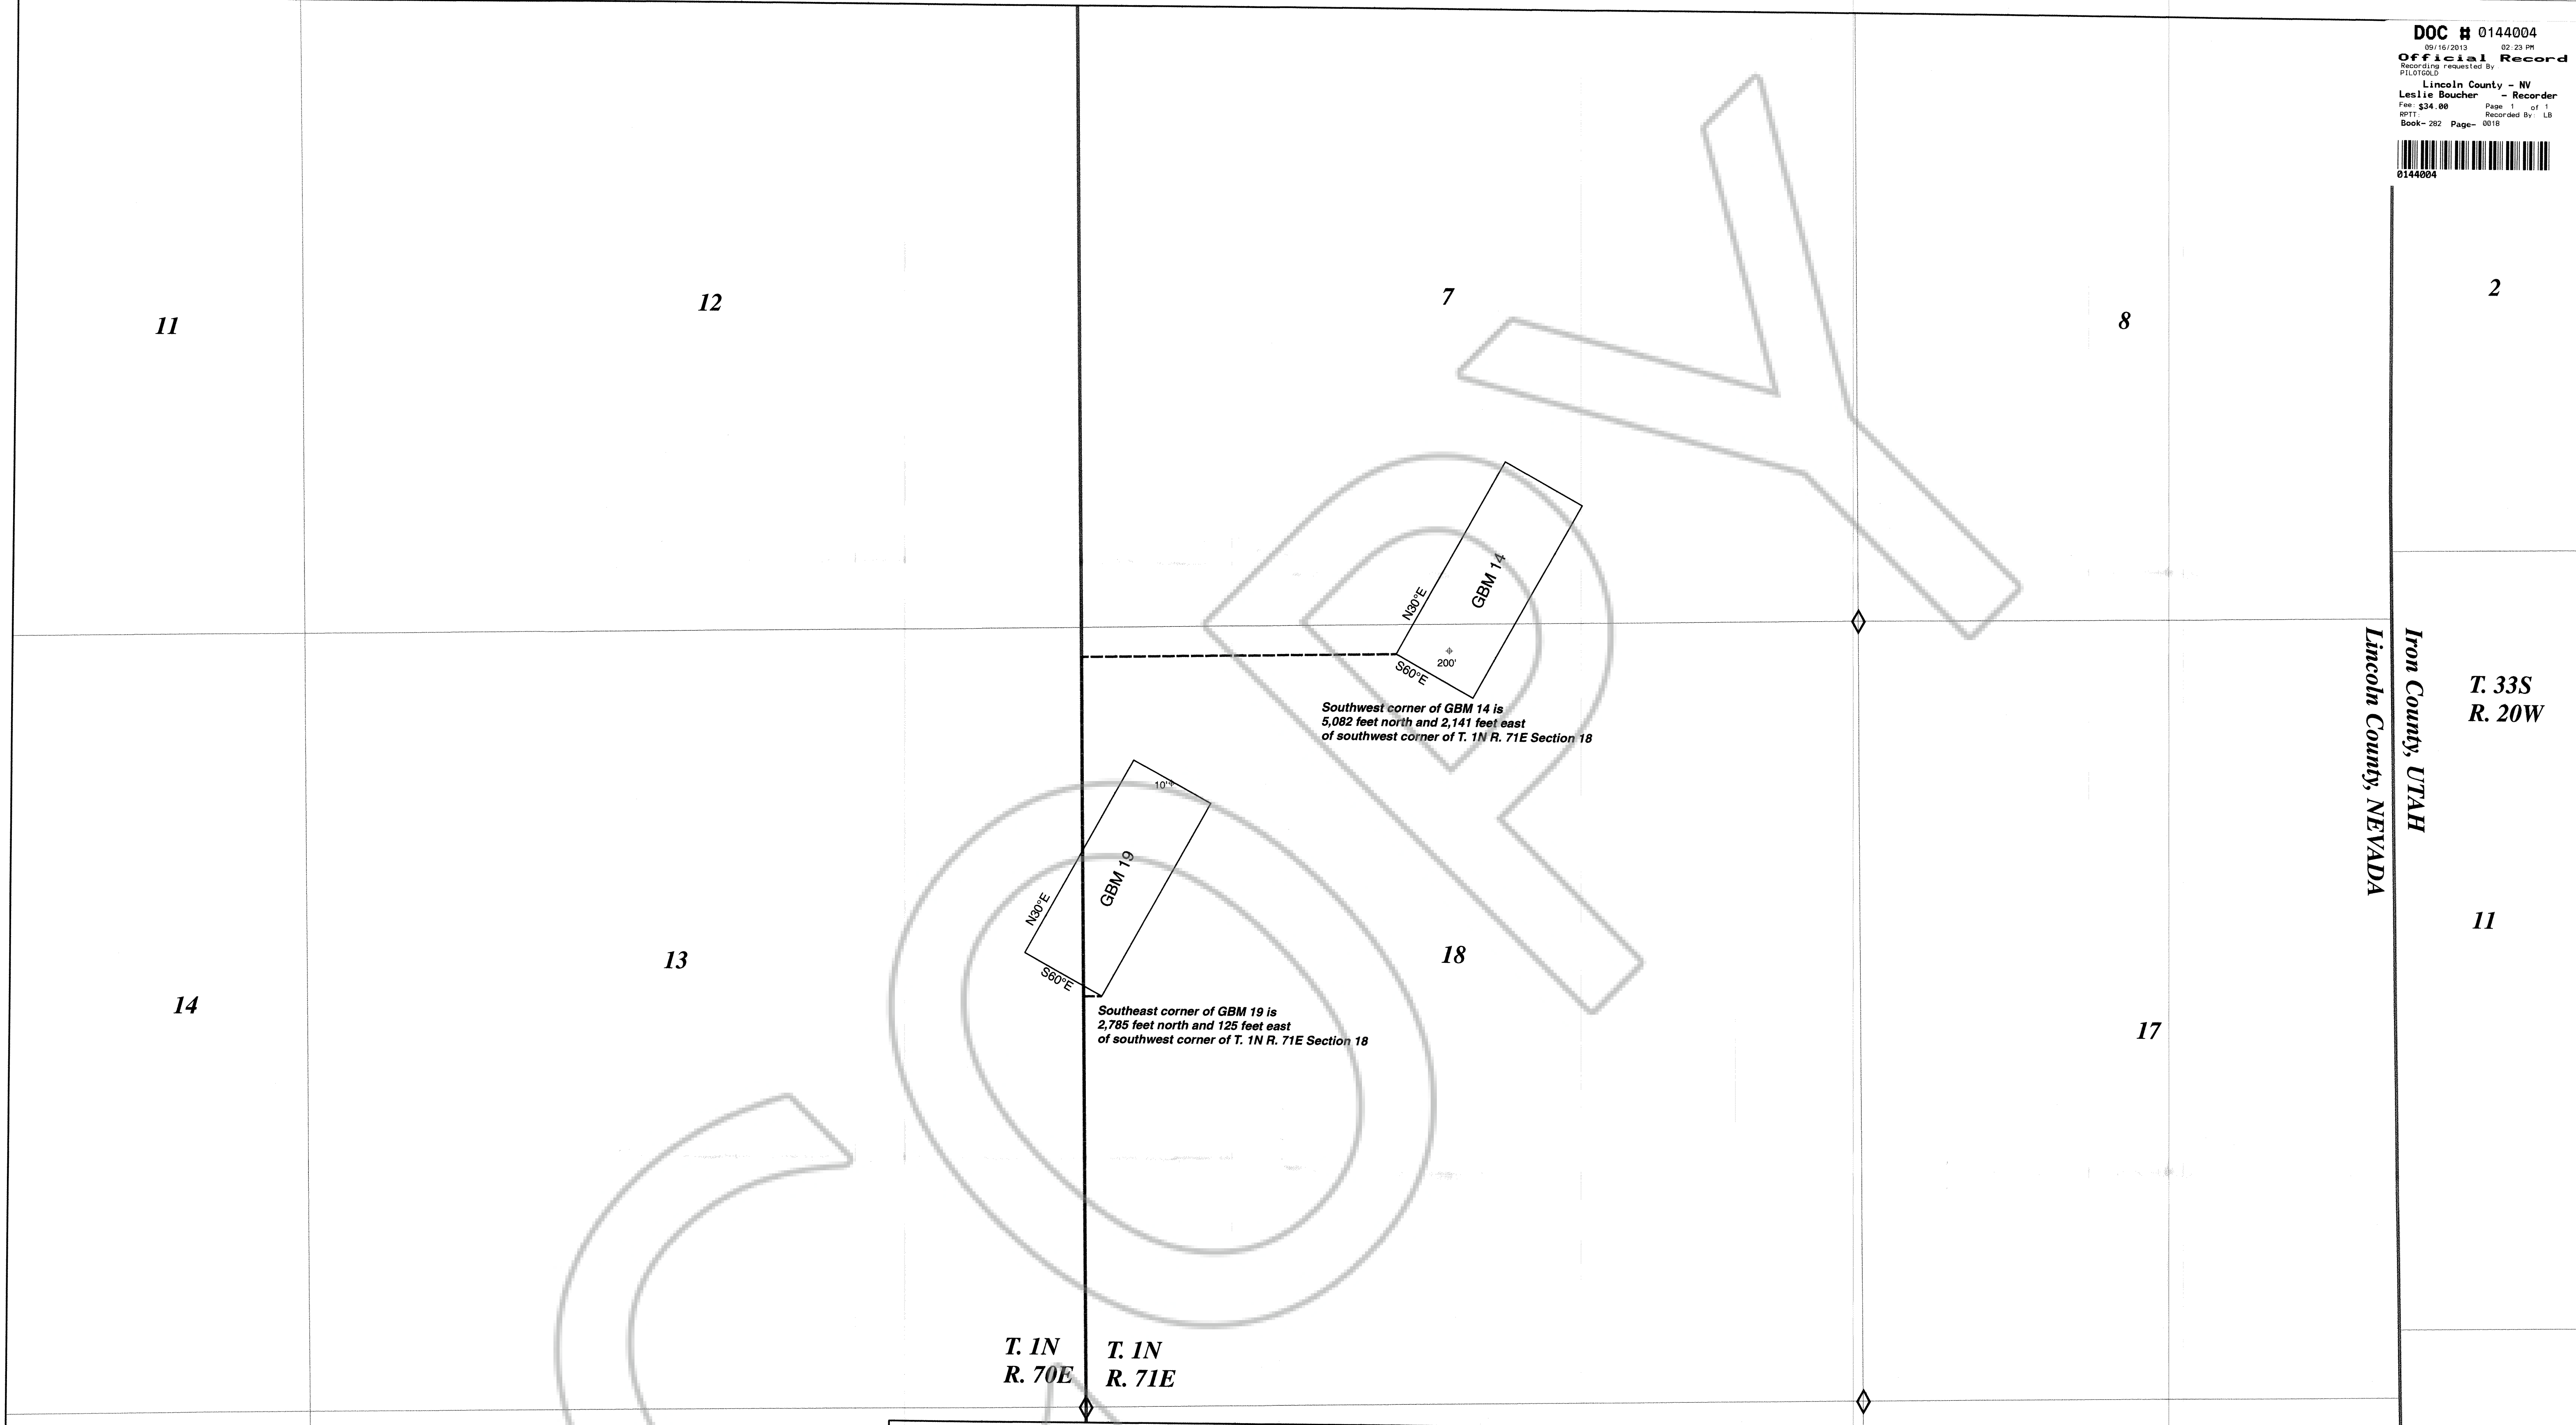 DOC # 0144004
09/16/2013 02:23 PM
Official Record
Recording requested By
PILOTGOLD
Lincoln County - NV
Leslie Boucher - Recorder
Fee: $34.00 Page 1 of 1
RPTT: Recorded By: LB
Book- 282 Page- 0018
0144004
11
12
7
8
2
GBM 14
N30°E
200'
S60°E
Southwest corner of GBM 14 is
5,082 feet north and 2,141 feet east
of southwest corner of T. 1N R. 71E Section 18
Iron County, UTAH
Lincoln County, NEVADA
T. 33S
R. 20W
10'
GBM 19
N30°E
S60°E
Southeast corner of GBM 19 is
2,785 feet north and 125 feet east
of southwest corner of T. 1N R. 71E Section 18
14
13
18
17
11
T. 1N
R. 70E
T. 1N
R. 71E
COPY